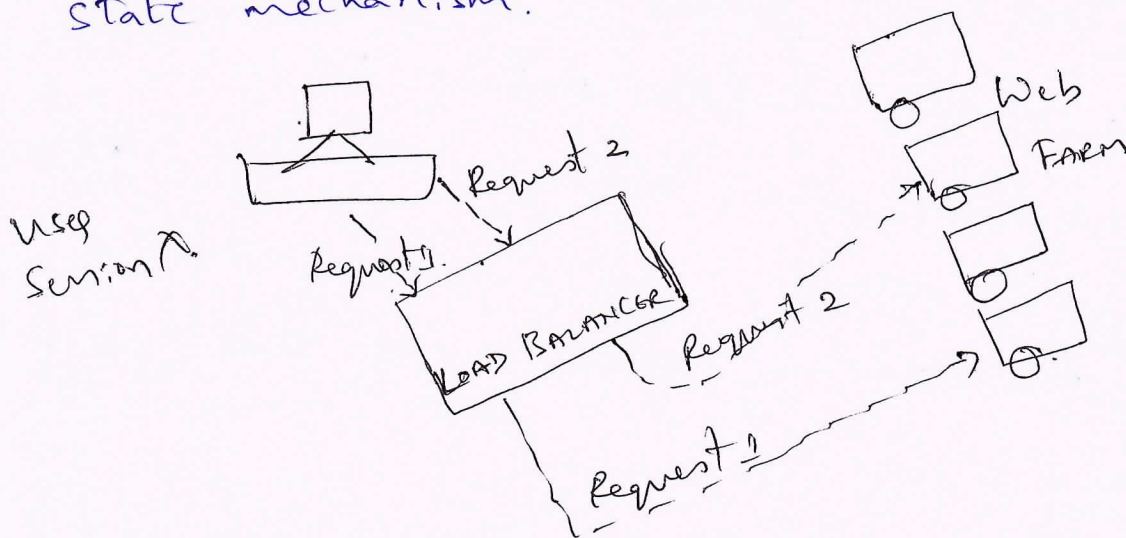 state mechanism.
Request 2
Web
FARM
User
Session
Request 1.
LOAD BALANCER
Request 2
Request 1